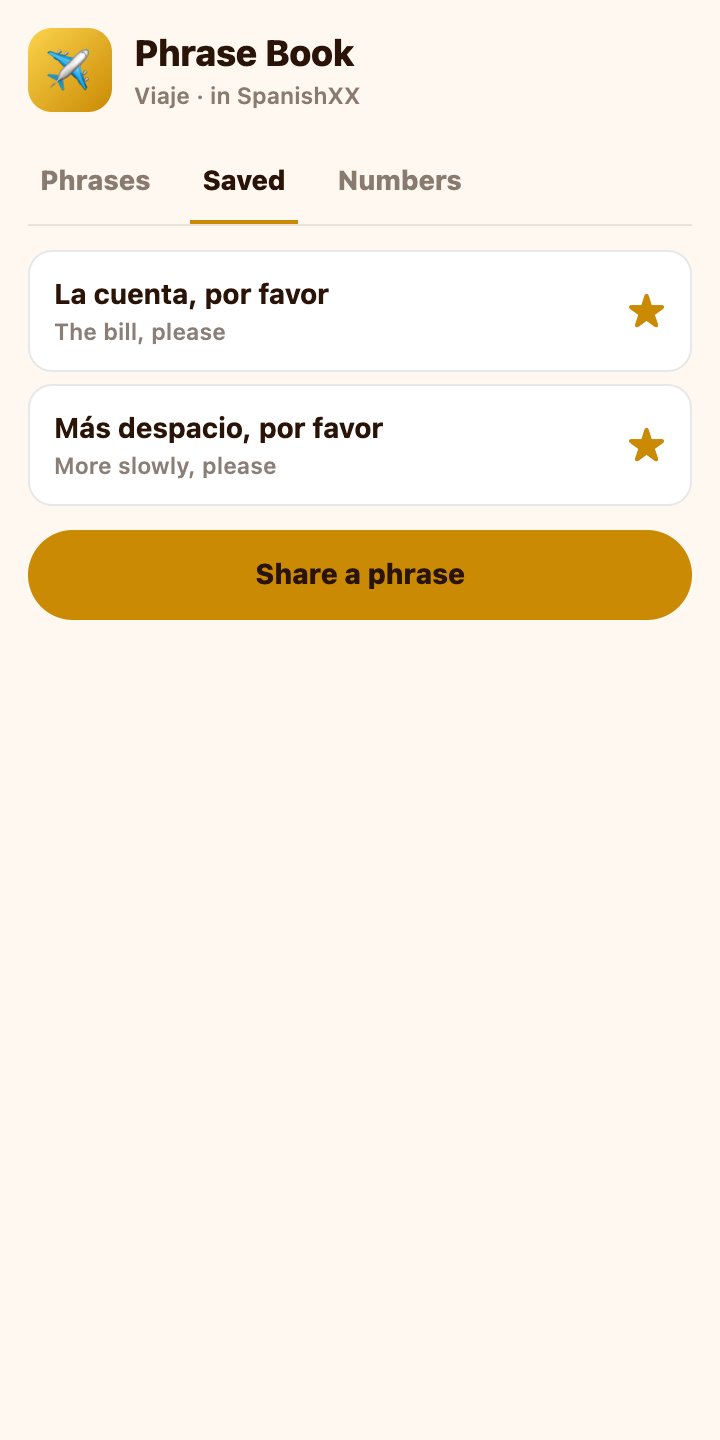 Phrase Book
Viaje · in SpanishXX
Phrases Saved Numbers
La cuenta, por favor
The bill, please
Más despacio, por favor
More slowly, please
Share a phrase